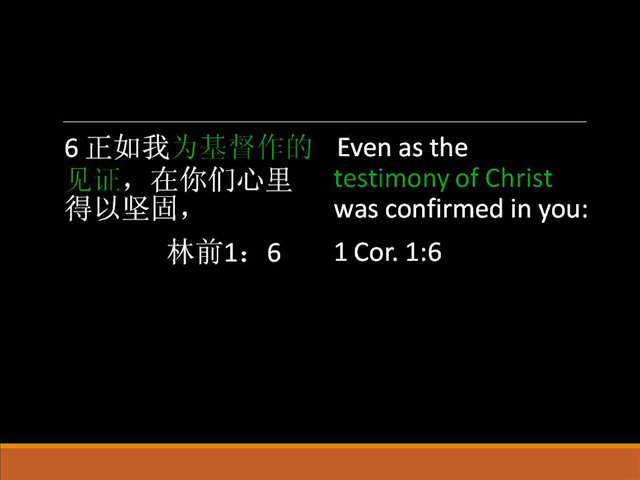 6 正如我为基督作的
见证，在你们心里
得以坚固，
林前1：6
Even as the
testimony of Christ
was confirmed in you:
1 Cor. 1:6